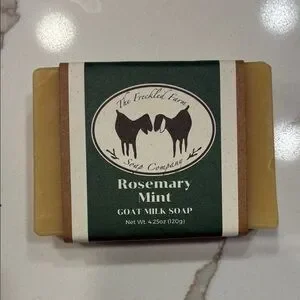 The Freckled Farm
Soap Company
Rosemary
Mint
GOAT MILK SOAP
Net Wt. 4.25oz (120g)